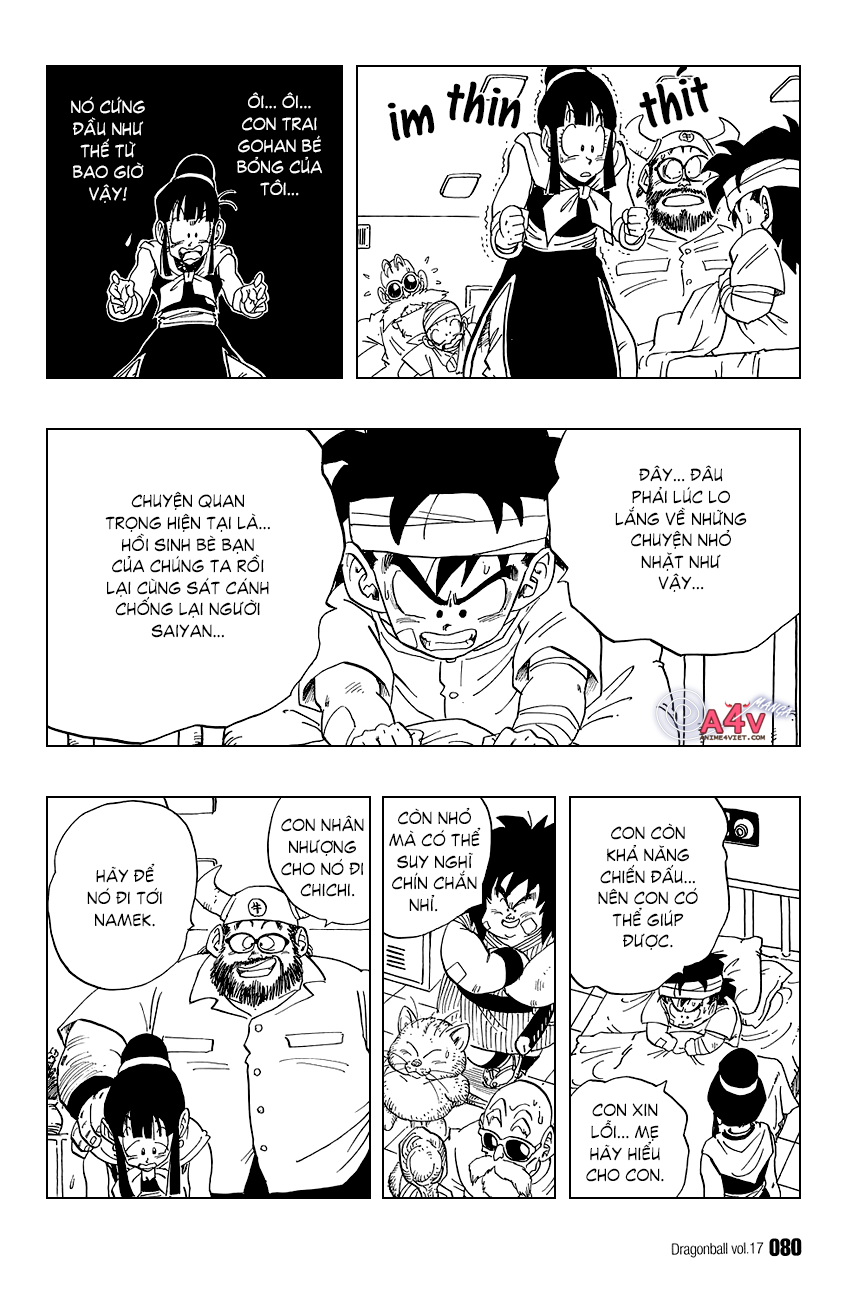 im thin thít
ÔI... ÔI...
CON TRAI
GOHAN BÉ
BỎNG CỦA
TÔI...
NÓ CỨNG
ĐẦU NHƯ
THẾ TỪ
BAO GIỜ
VẬY!
ĐÂY... ĐÂU
PHẢI LÚC LO
LẮNG VỀ NHỮNG
CHUYỆN NHỎ
NHẶT NHƯ
VẬY...
CHUYỆN QUAN
TRỌNG HIỆN TẠI LÀ...
HỒI SINH BÈ BẠN
CỦA CHÚNG TA RỒI
LẠI CÙNG SÁT CÁNH
CHỐNG LẠI NGƯỜI
SAIYAN...
MANGA
A4V
ANIME4VIET.COM
CON CÒN
KHẢ NĂNG
CHIẾN ĐẤU...
NÊN CON CÓ
THỂ GIÚP
ĐƯỢC.
CON XIN
LỖI... MẸ
HÃY HIỂU
CHO CON.
CÒN NHỎ
MÀ CÓ THỂ
SUY NGHĨ
CHÍN CHẮN
NHỈ.
CON NHÂN
NHƯỢNG
CHO NÓ ĐI
CHICHI.
HÃY ĐỂ
NÓ ĐI TỚI
NAMEK.
牛
Dragonball vol.17 080